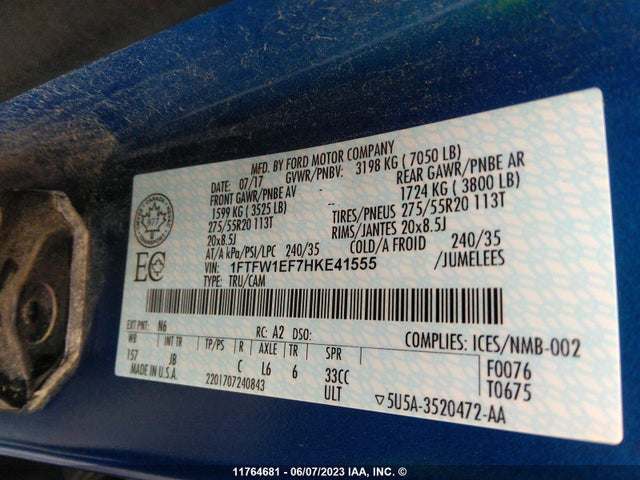 MFD. BY FORD MOTOR COMPANY
DATE: 07/17 GVWR/PNBV: 3198 KG ( 7050 LB)
FRONT GAWR/PNBE AV - REAR GAWR/PNBE AR
1599 KG ( 3525 LB) 1724 KG ( 3800 LB)
275/55R20 113T TIRES/PNEUS 275/55R20 113T
20x8.5J RIMS/JANTES 20x8.5J
AT/A kPa/PSI/LPC 240/35 COLD/A FROID 240/35
VIN: 1FTFW1EF7HKE41555 /JUMELEES
TYPE: TRU/CAM
EC
EXT PNT: N6 RC: A2 DSO: COMPLIES: ICES/NMB-002
WB INT TR TP/PS R AXLE TR SPR F0076
157 JB C L6 6 33CC T0675
MADE IN U.S.A. 2201707240843 ULT ▽5U5A-3520472-AA
11764681 - 06/07/2023 IAA, INC. ©